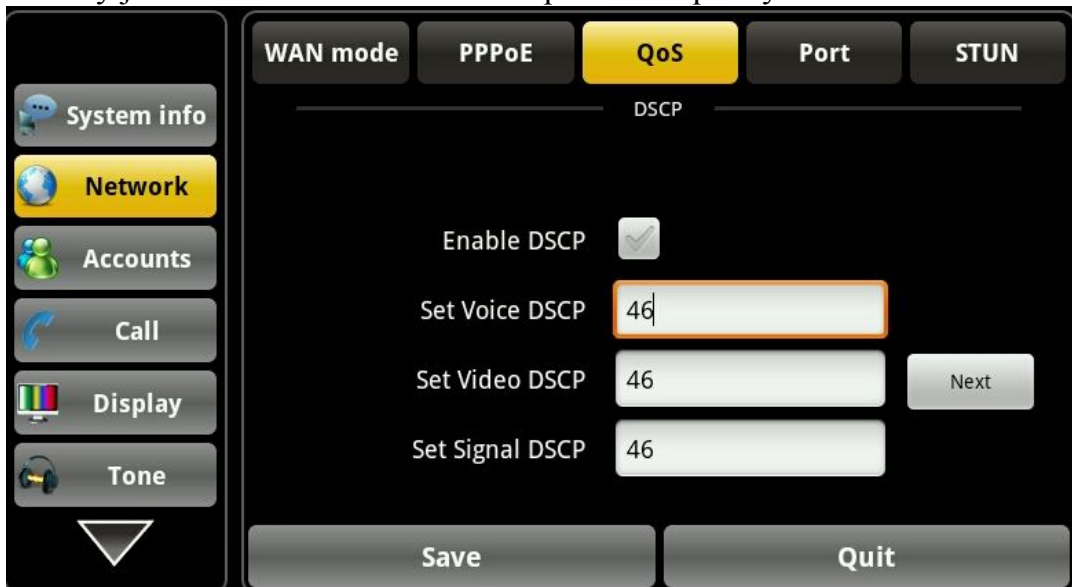 WAN mode PPPoE QoS Port STUN
DSCP
System info
Network
Accounts
Call
Display
Tone
Enable DSCP
Set Voice DSCP 46
Set Video DSCP 46 Next
Set Signal DSCP 46
Save Quit